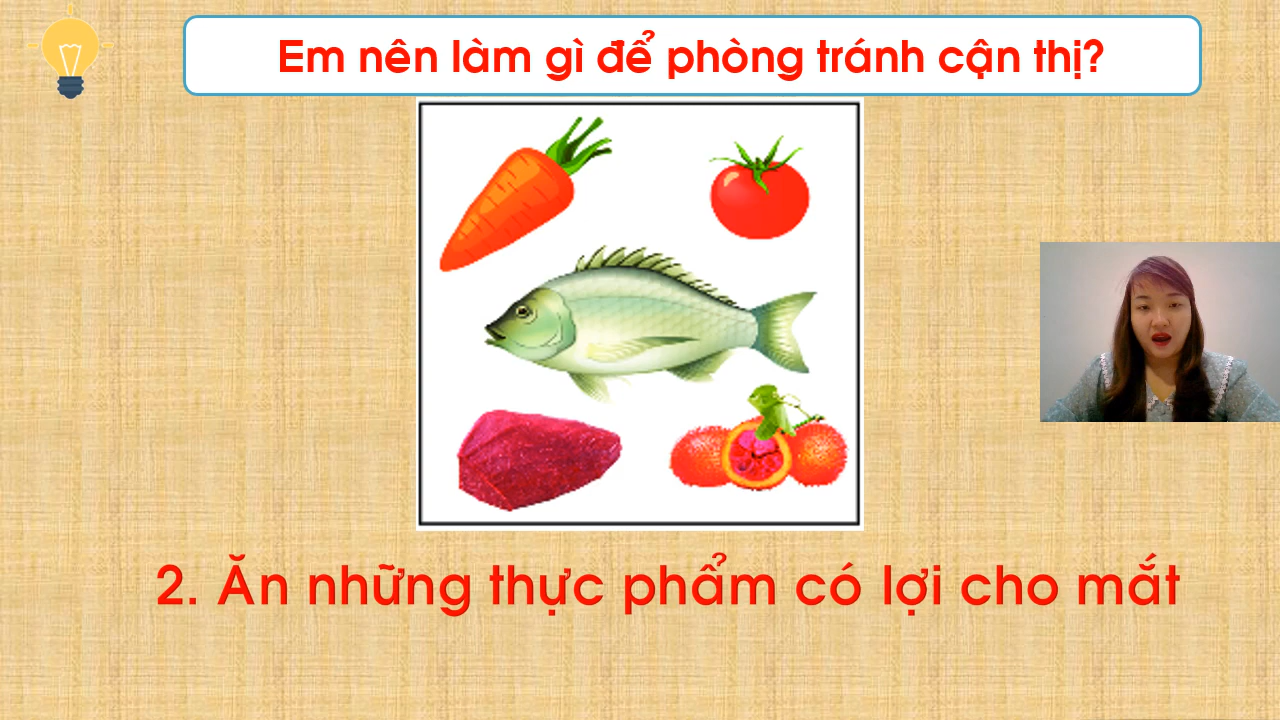 Em nên làm gì để phòng tránh cận thị?
2. Ăn những thực phẩm có lợi cho mắt